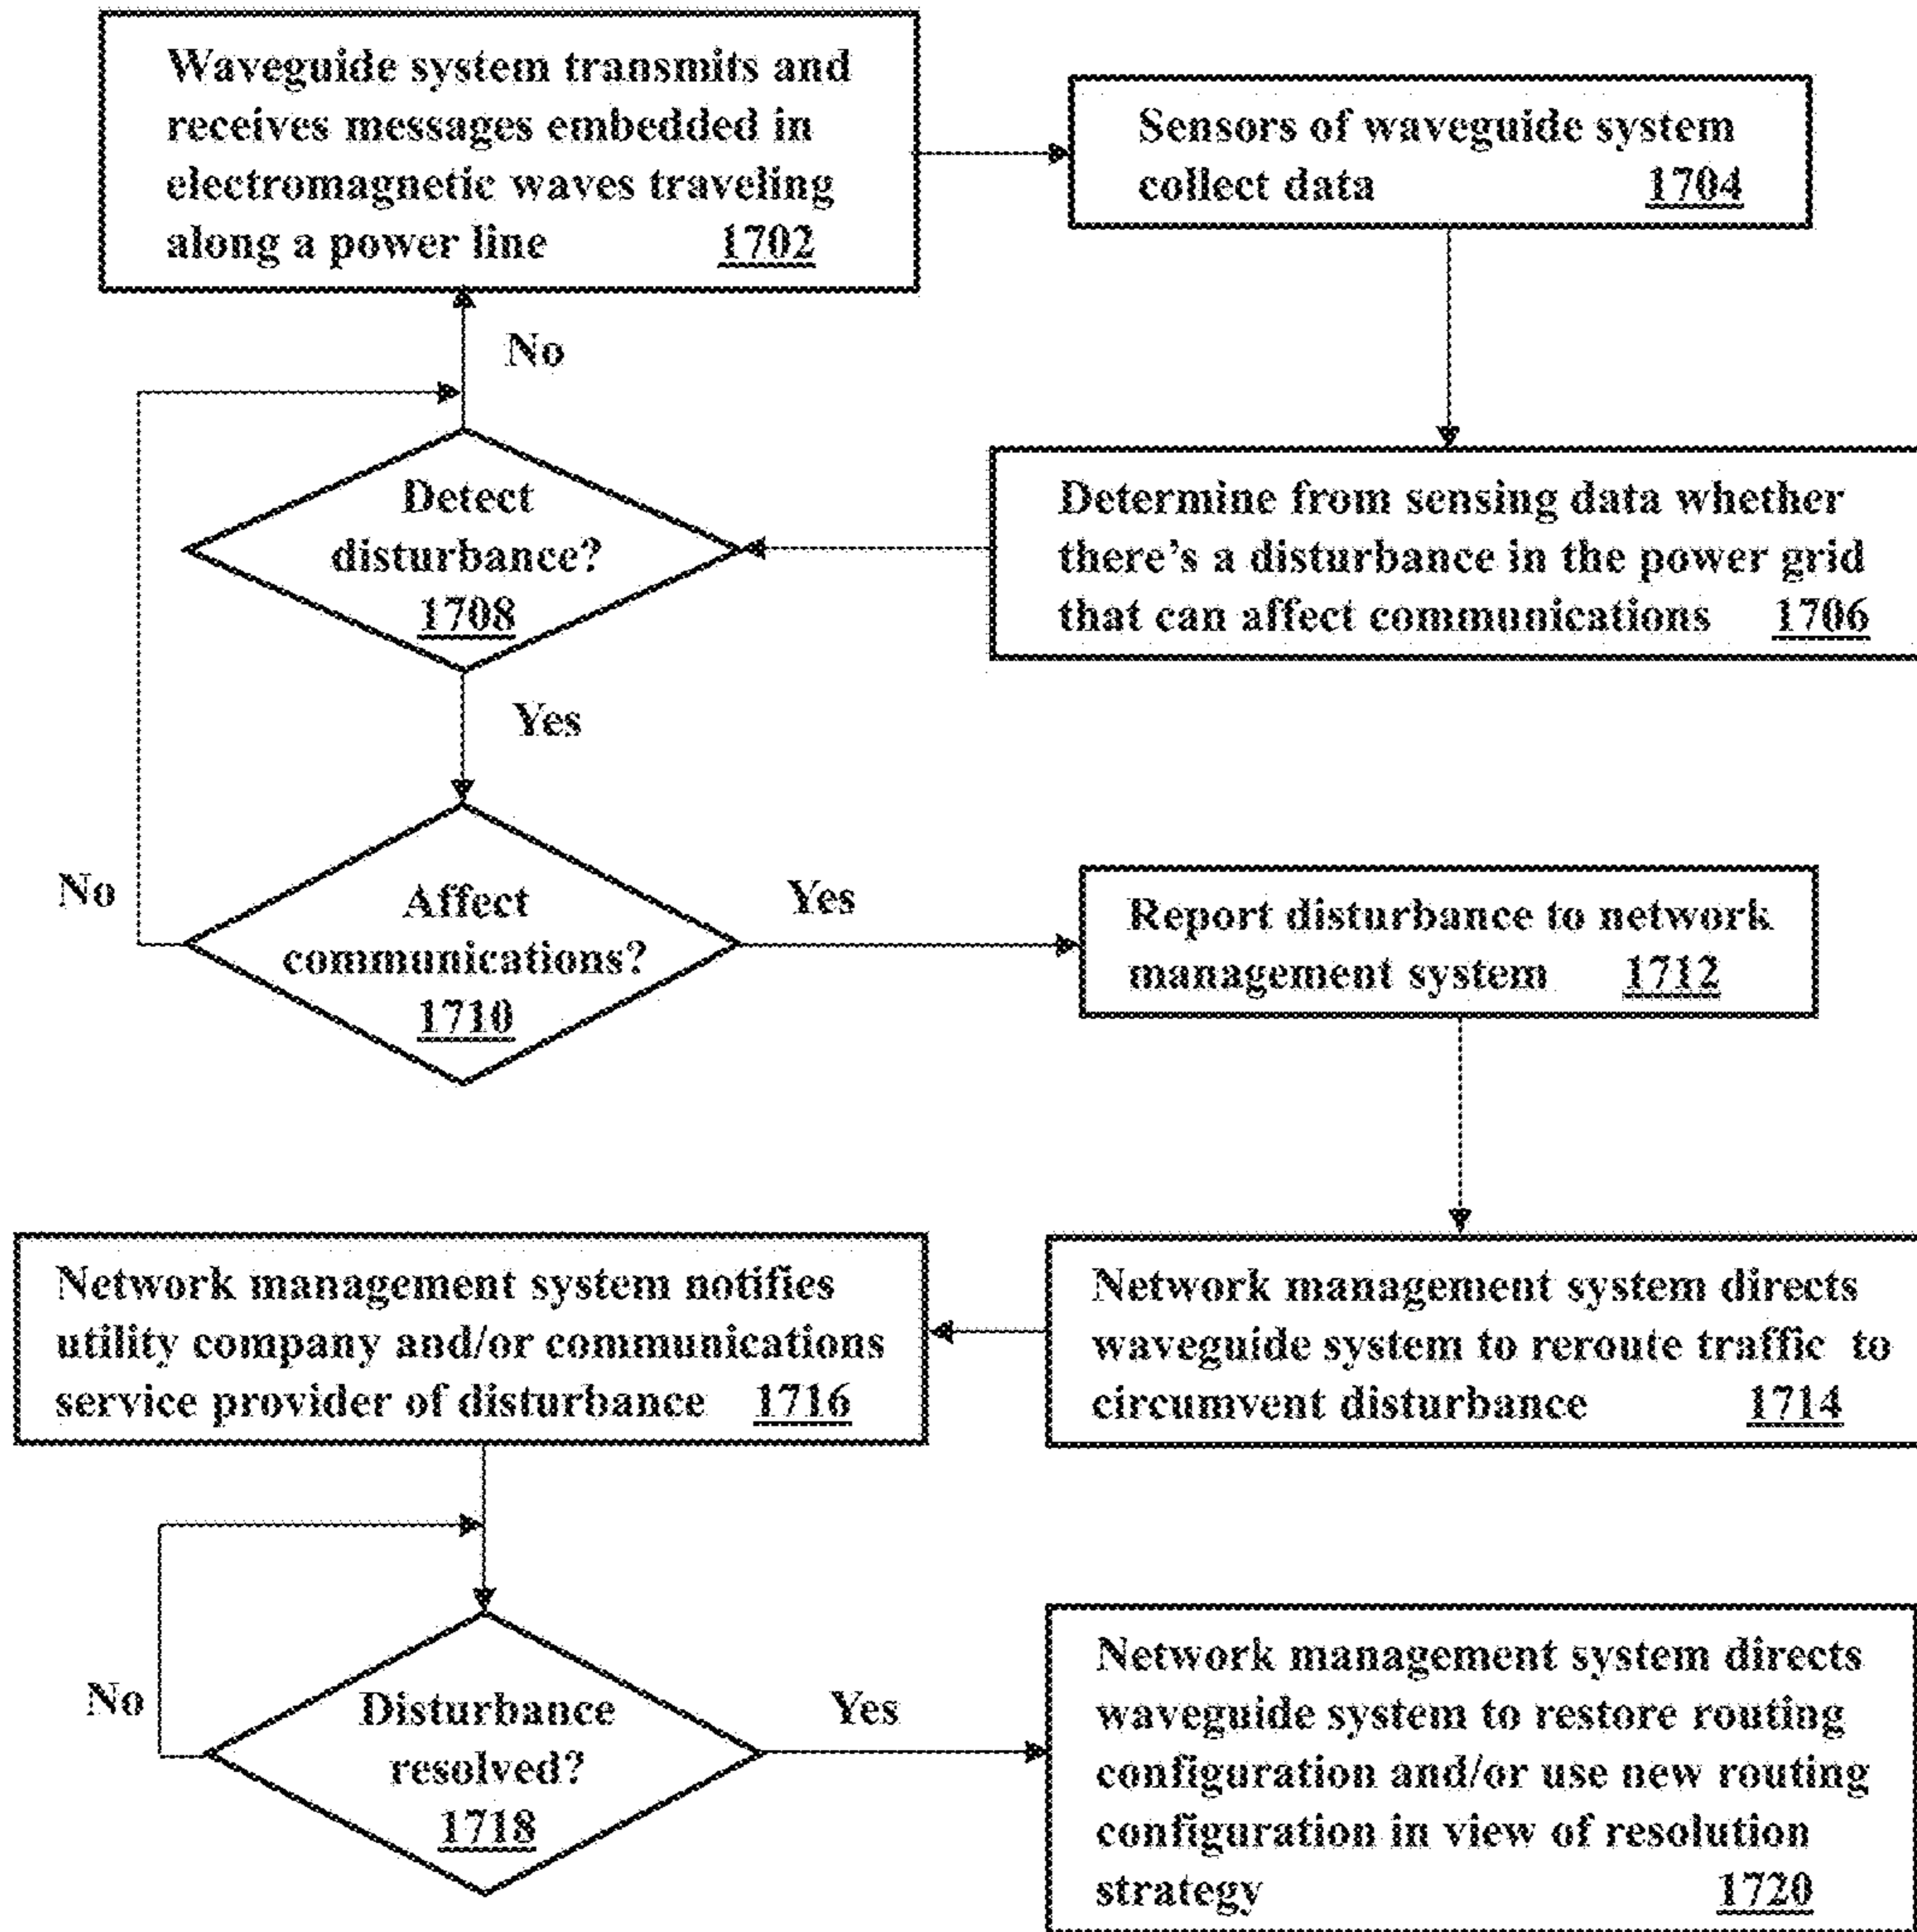 Waveguide system transmits and
receives messages embedded in
electromagnetic waves traveling
along a power line 1702
Sensors of waveguide system
collect data 1704
No
Detect
disturbance?
1708
Determine from sensing data whether
there's a disturbance in the power grid
that can affect communications 1706
Yes
No
Affect
communications?
1710
Yes
Report disturbance to network
management system 1712
Network management system directs
waveguide system to reroute traffic to
circumvent disturbance 1714
Network management system notifies
utility company and/or communications
service provider of disturbance 1716
No
Disturbance
resolved?
1718
Yes
Network management system directs
waveguide system to restore routing
configuration and/or use new routing
configuration in view of resolution
strategy 1720